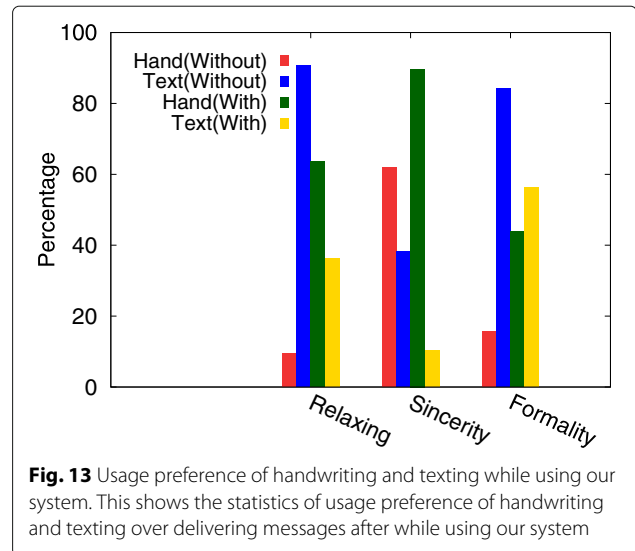 100
80
60
40
20
0
Percentage
Hand(Without)
Text(Without)
Hand(With)
Text(With)
Relaxing
Sincerity
Formality
Fig. 13 Usage preference of handwriting and texting while using our
system. This shows the statistics of usage preference of handwriting
and texting over delivering messages after while using our system